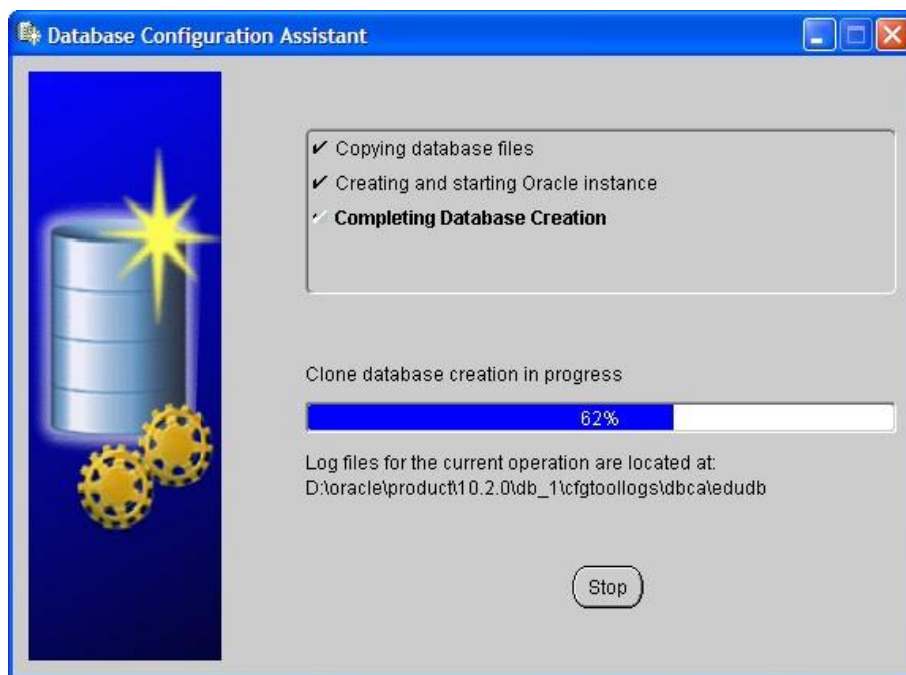 Database Configuration Assistant
Copying database files
Creating and starting Oracle instance
Completing Database Creation
Clone database creation in progress
62%
Log files for the current operation are located at:
D:\oracle\product\10.2.0\db_1\cfgtoollogs\dbca\edudb
Stop